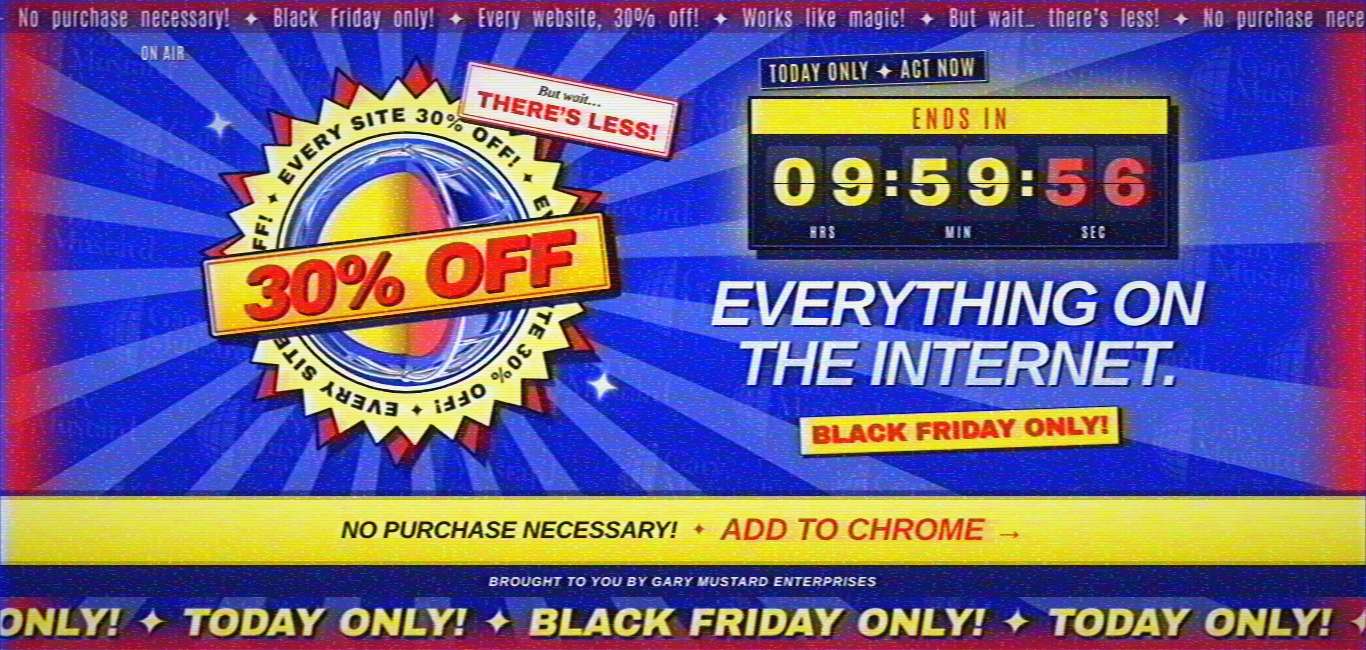 No purchase necessary! ✦ Black Friday only! ✦ Every website, 30% off! ✦ Works like magic! ✦ But wait… there's less! ✦ No purchase nece
ON AIR
EVERY SITE 30% OFF! ✦
EVERY SITE 30% OFF! ✦
But wait...
THERE'S LESS!
30% OFF
TODAY ONLY ✦ ACT NOW
ENDS IN
09:59:56
HRS MIN SEC
EVERYTHING ON
THE INTERNET.
BLACK FRIDAY ONLY!
NO PURCHASE NECESSARY! ✦ ADD TO CHROME →
BROUGHT TO YOU BY GARY MUSTARD ENTERPRISES
ONLY! ✦ TODAY ONLY! ✦ BLACK FRIDAY ONLY! ✦ TODAY ONLY! ✦